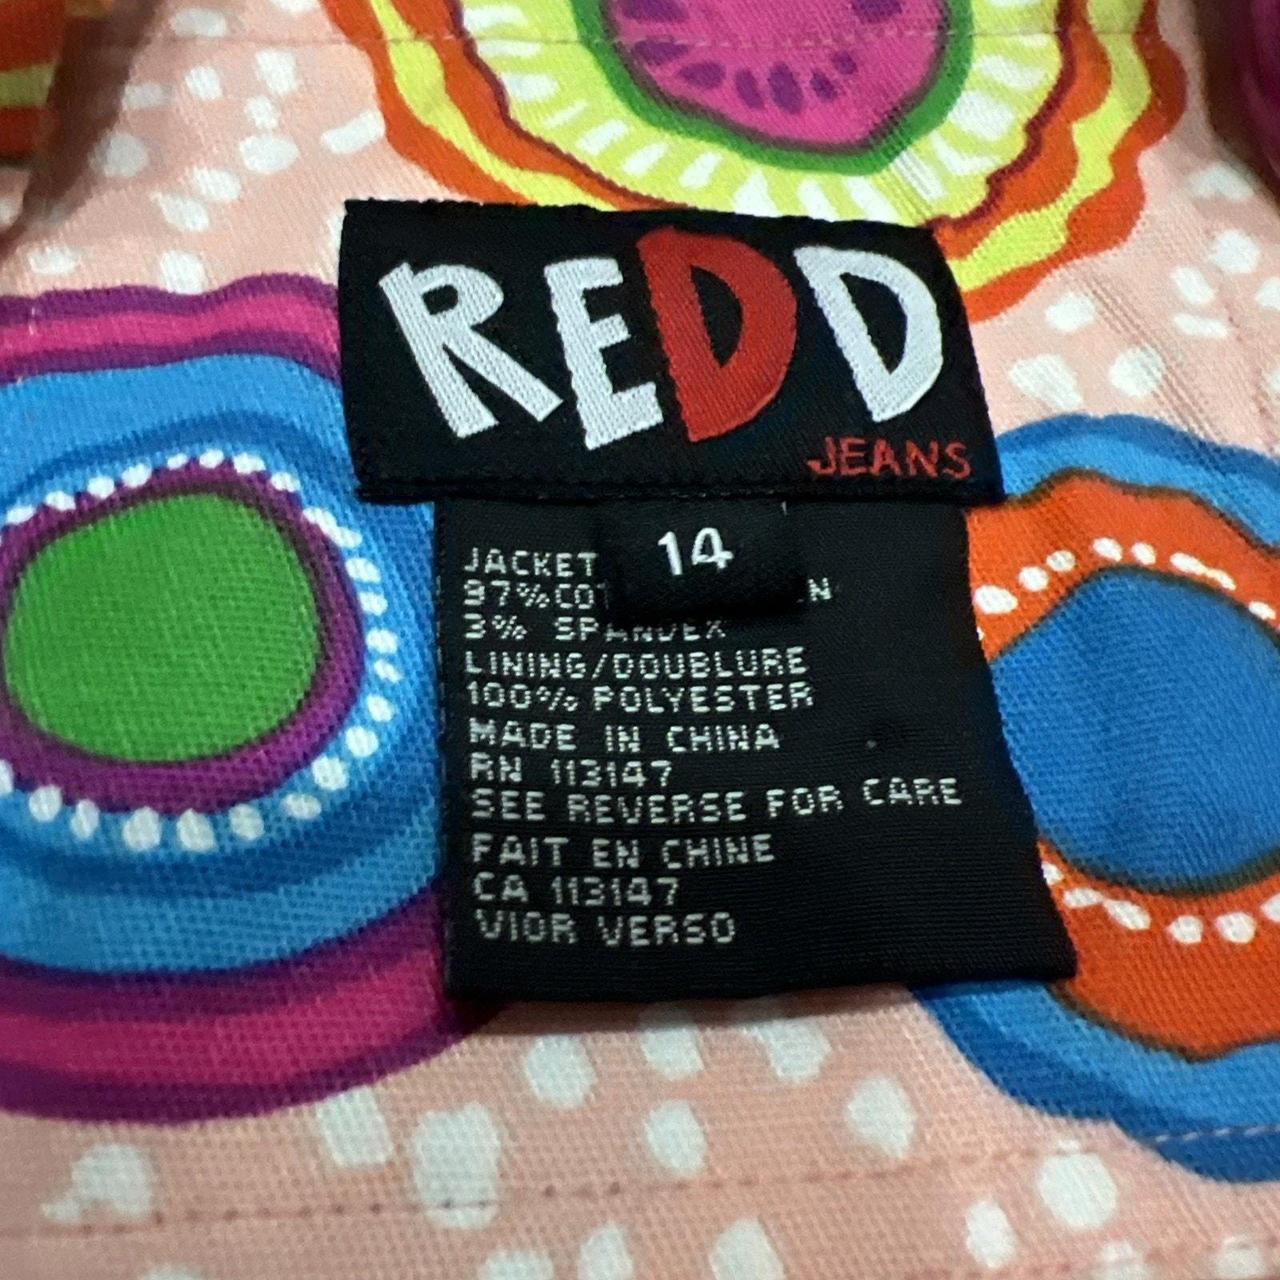 REDD
JEANS
14
JACKET
97%CO N
3% SPANDEX
LINING/DOUBLURE
100% POLYESTER
MADE IN CHINA
RN 113147
SEE REVERSE FOR CARE
FAIT EN CHINE
CA 113147
VIOR VERSO